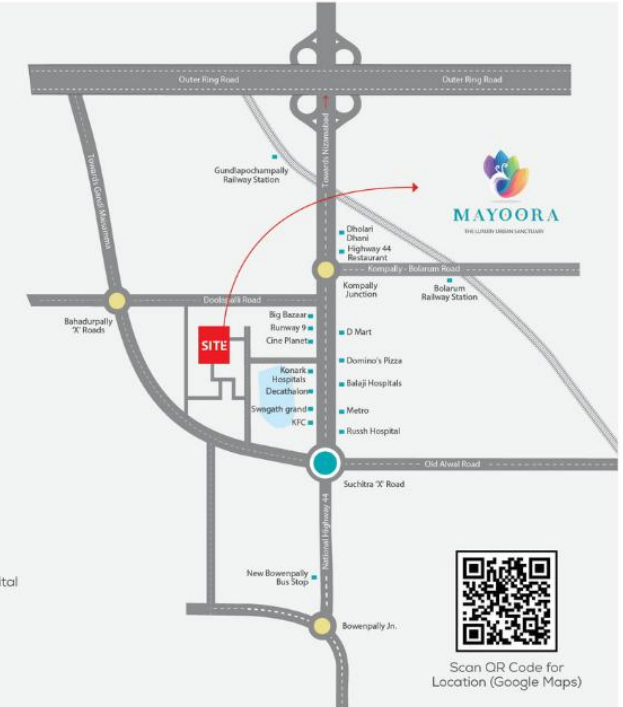 Outer Ring Road
Outer Ring Road
Towards Gandi Maisamma
Towards Nizamabad
Gundlapochampally
Railway Station
MAYOORA
THE LUXURY URBAN SANCTUARY
Dholari
Dhani
Highway 44
Restaurant
Kompally - Bolarum Road
Kompally
Junction
Bolarum
Railway Station
Doolapalli Road
Bahadurpally
'X' Roads
Big Bazaar
Runway 9
Cine Planet
SITE
D Mart
Konark
Hospitals
Decathalon
Swagath grand
KFC
Domino's Pizza
Balaji Hospitals
Metro
Russh Hospital
Old Alwal Road
Suchitra 'X' Road
National Highway 44
New Bowenpally
Bus Stop
Bowenpally Jn.
ital
Scan QR Code for
Location (Google Maps)